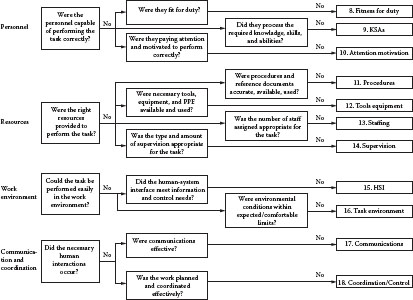 Personnel
Were the
personnel capable
of performing the
task correctly?
No
Were they fit for duty?
No
8. Fitness for duty
Did they process the
required knowledge, skills,
and abilities?
No
9. KSAs
Were they paying attention
and motivated to perform
correctly?
No
10. Attention motivation
Resources
Were the right
resources
provided to
perform the task?
No
Were procedures and
reference documents
accurate, available, used?
No
11. Procedures
Were necessary tools,
equipment, and PPE
available and used?
No
12. Tools equipment
Was the number of staff
assigned appropriate for
the task?
No
13. Staffing
Was the type and amount
of supervision appropriate
for the task?
No
14. Supervision
Work
environment
Could the task be
performed easily
in the work
environment?
No
Did the human-system
interface meet information
and control needs?
No
15. HSI
Were environmental
conditions within
expected/comfortable
limits?
No
16. Task environment
Communica-
tion and
coordination
Did the necessary
human
interactions
occur?
No
Were communications
effective?
No
17. Communications
Was the work planned
and coordinated
effectively?
No
18. Coordination/Control